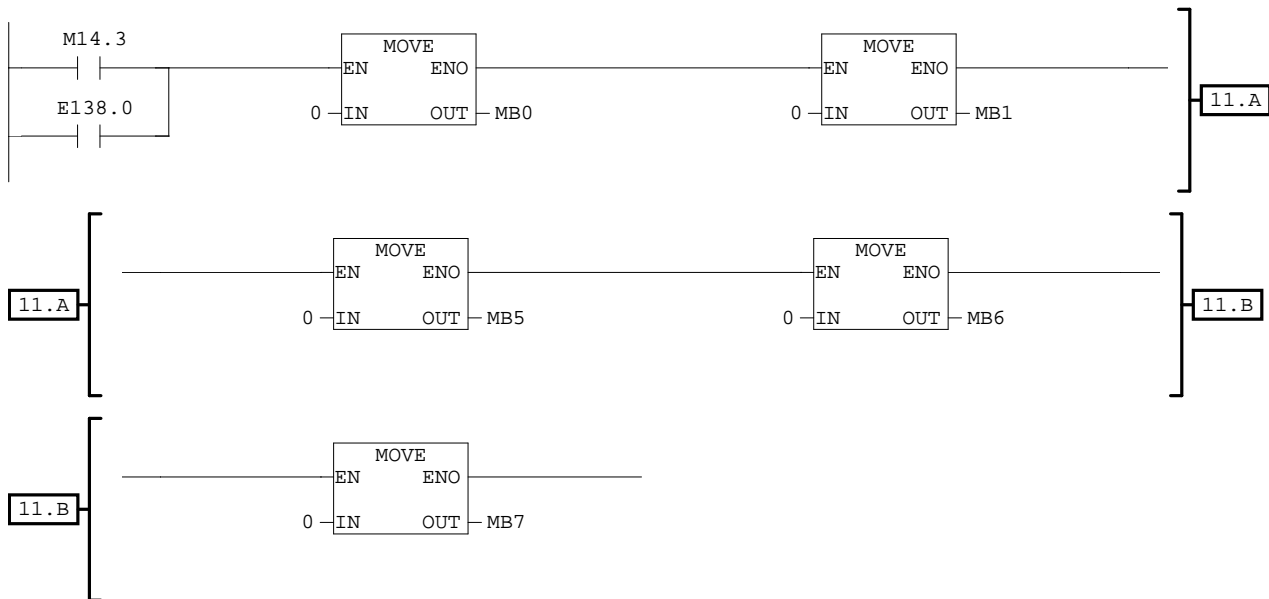 M14.3 MOVE MOVE
EN ENO EN ENO
E138.0 11.A
0 IN OUT MB0 0 IN OUT MB1
MOVE MOVE
EN ENO EN ENO
11.A 11.B
0 IN OUT MB5 0 IN OUT MB6
MOVE
EN ENO
11.B
0 IN OUT MB7